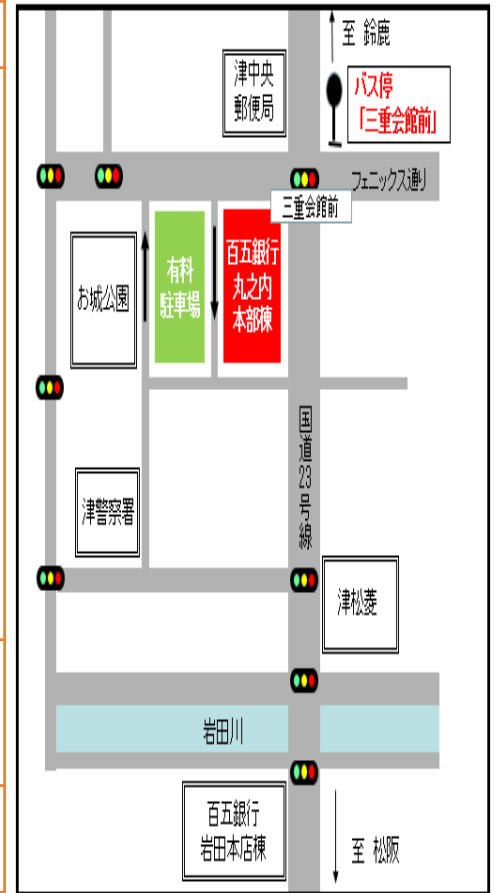 至 鈴鹿
津中央
郵便局
バス停
「三重会館前」
フェニックス通り
三重会館前
お城公園
有料
駐車場
百五銀行
丸之内
本部棟
国道23号線
津警察署
津松菱
岩田川
百五銀行
岩田本店棟
至 松阪